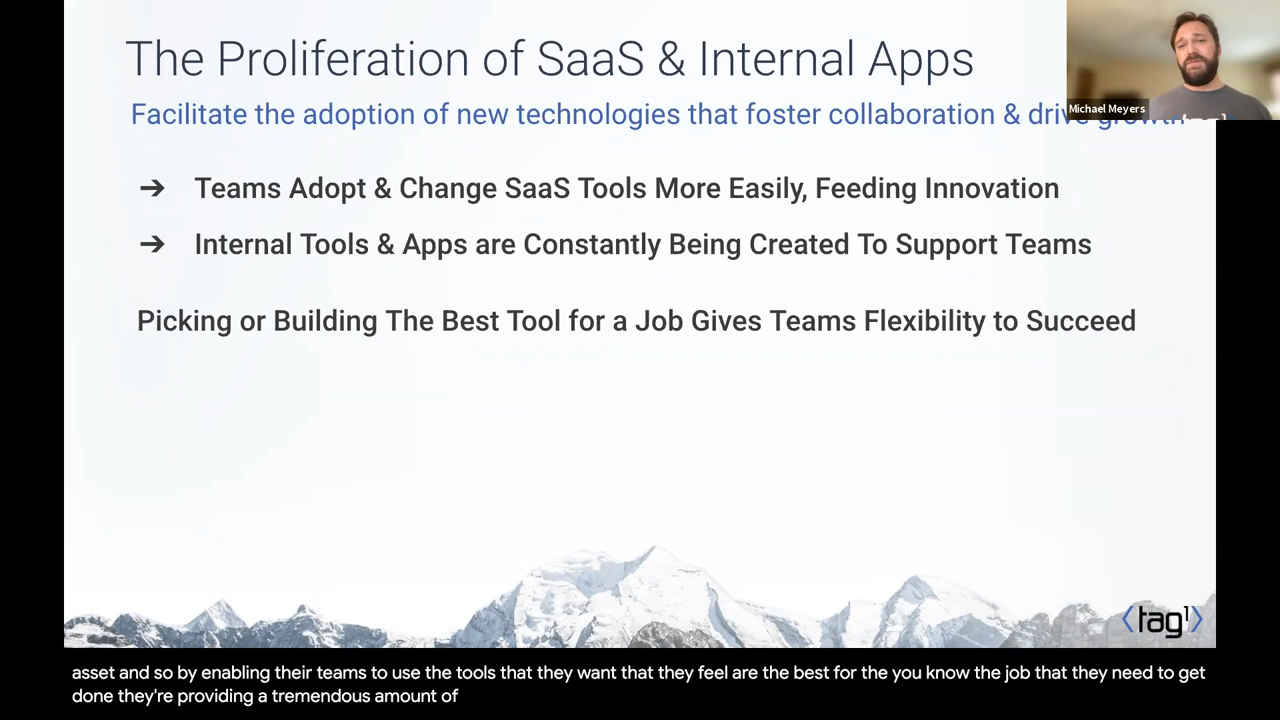 The Proliferation of SaaS & Internal Apps
Facilitate the adoption of new technologies that foster collaboration & drive growth
Michael Meyers
➔ Teams Adopt & Change SaaS Tools More Easily, Feeding Innovation
➔ Internal Tools & Apps are Constantly Being Created To Support Teams
Picking or Building The Best Tool for a Job Gives Teams Flexibility to Succeed
⟨tag1⟩
asset and so by enabling their teams to use the tools that they want that they feel are the best for the you know the job that they need to get
done they're providing a tremendous amount of